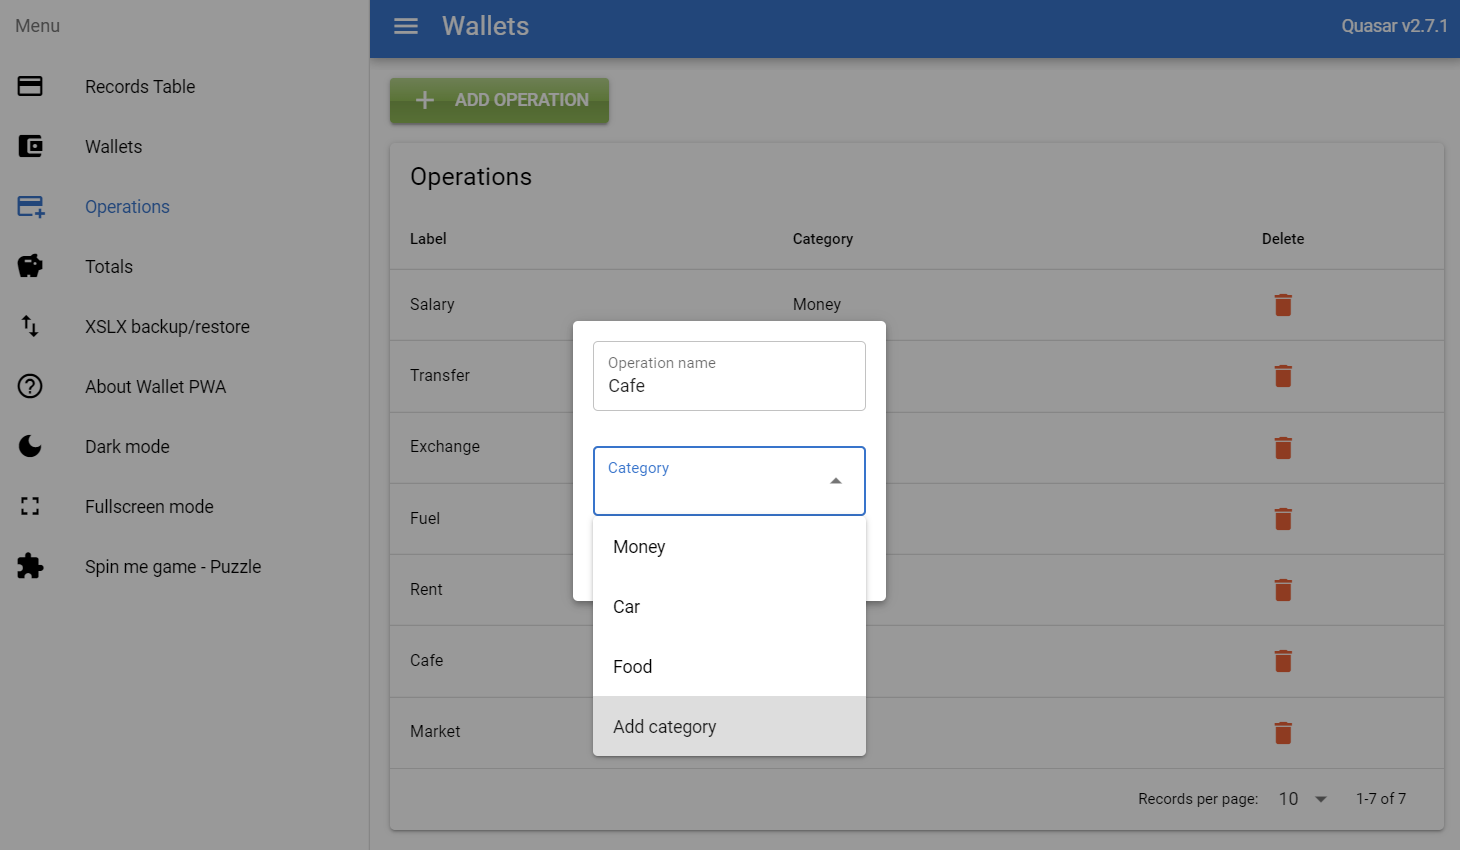 Menu
Records Table
Wallets
Operations
Totals
XSLX backup/restore
About Wallet PWA
Dark mode
Fullscreen mode
Spin me game - Puzzle
Wallets
Quasar v2.7.1
ADD OPERATION
Operations
Label Category Delete
Salary Money
Transfer
Exchange
Fuel
Rent
Cafe
Market
Operation name
Cafe
Category
Money
Car
Food
Add category
Records per page: 10 1-7 of 7